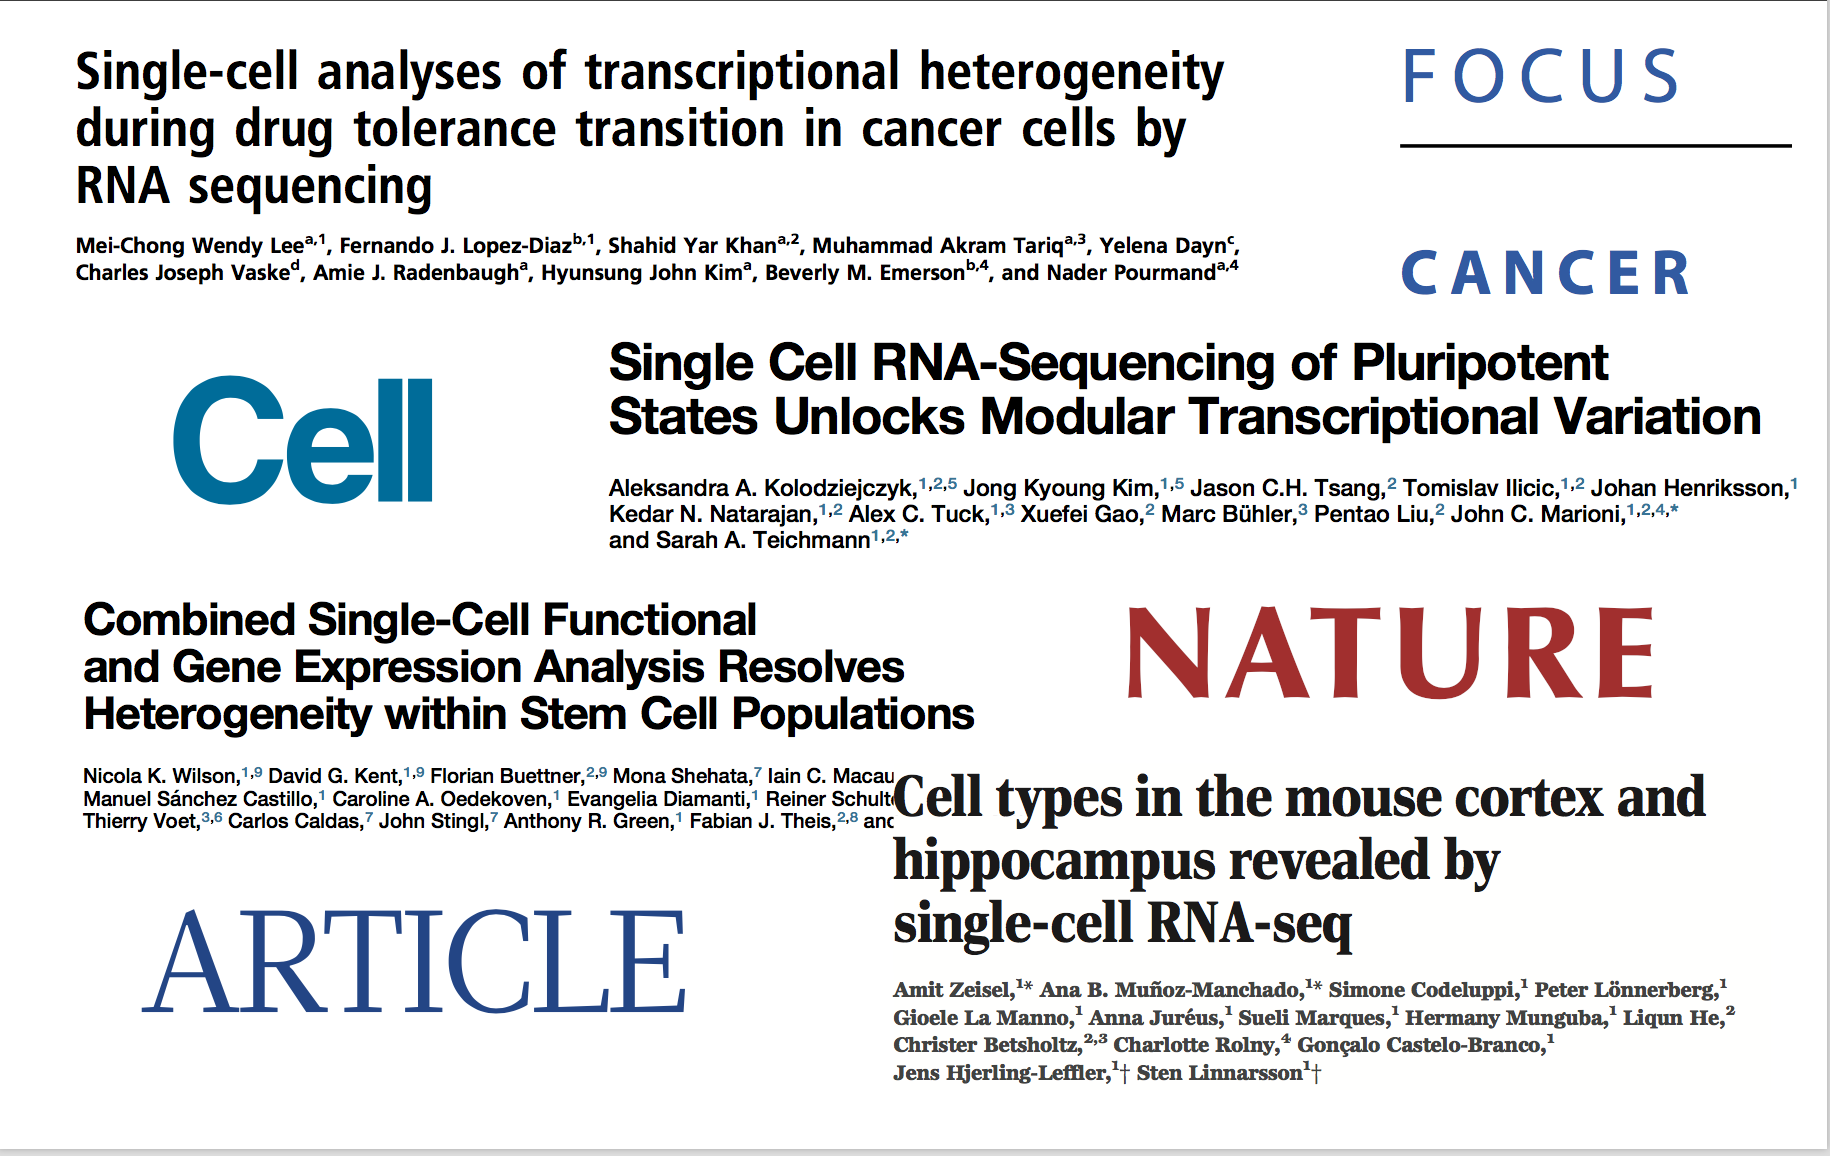 Single-cell analyses of transcriptional heterogeneity
during drug tolerance transition in cancer cells by
RNA sequencing
Mei-Chong Wendy Leea,1, Fernando J. Lopez-Diazb,1, Shahid Yar Khana,2, Muhammad Akram Tariqa,3, Yelena Daync,
Charles Joseph Vasked, Amie J. Radenbaugha, Hyunsung John Kima, Beverly M. Emersonb,4, and Nader Pourmanda,4
FOCUS
CANCER
Cell
Single Cell RNA-Sequencing of Pluripotent
States Unlocks Modular Transcriptional Variation
Aleksandra A. Kolodziejczyk,1,2,5 Jong Kyoung Kim,1,5 Jason C.H. Tsang,2 Tomislav Ilicic,1,2 Johan Henriksson,1
Kedar N. Natarajan,1,2 Alex C. Tuck,1,3 Xuefei Gao,2 Marc Bühler,3 Pentao Liu,2 John C. Marioni,1,2,4,*
and Sarah A. Teichmann1,2,*
Combined Single-Cell Functional
and Gene Expression Analysis Resolves
Heterogeneity within Stem Cell Populations
Nicola K. Wilson,1,9 David G. Kent,1,9 Florian Buettner,2,9 Mona Shehata,7 Iain C. Macau
Manuel Sánchez Castillo,1 Caroline A. Oedekoven,1 Evangelia Diamanti,1 Reiner Schult
Thierry Voet,3,6 Carlos Caldas,7 John Stingl,7 Anthony R. Green,1 Fabian J. Theis,2,8 and
NATURE
Cell types in the mouse cortex and
hippocampus revealed by
single-cell RNA-seq
Amit Zeisel,1* Ana B. Muñoz-Manchado,1* Simone Codeluppi,1 Peter Lönnerberg,1
Gioele La Manno,1 Anna Juréus,1 Sueli Marques,1 Hermany Munguba,1 Liqun He,2
Christer Betsholtz,2,3 Charlotte Rolny,4 Gonçalo Castelo-Branco,1
Jens Hjerling-Leffler,1† Sten Linnarsson1†
ARTICLE